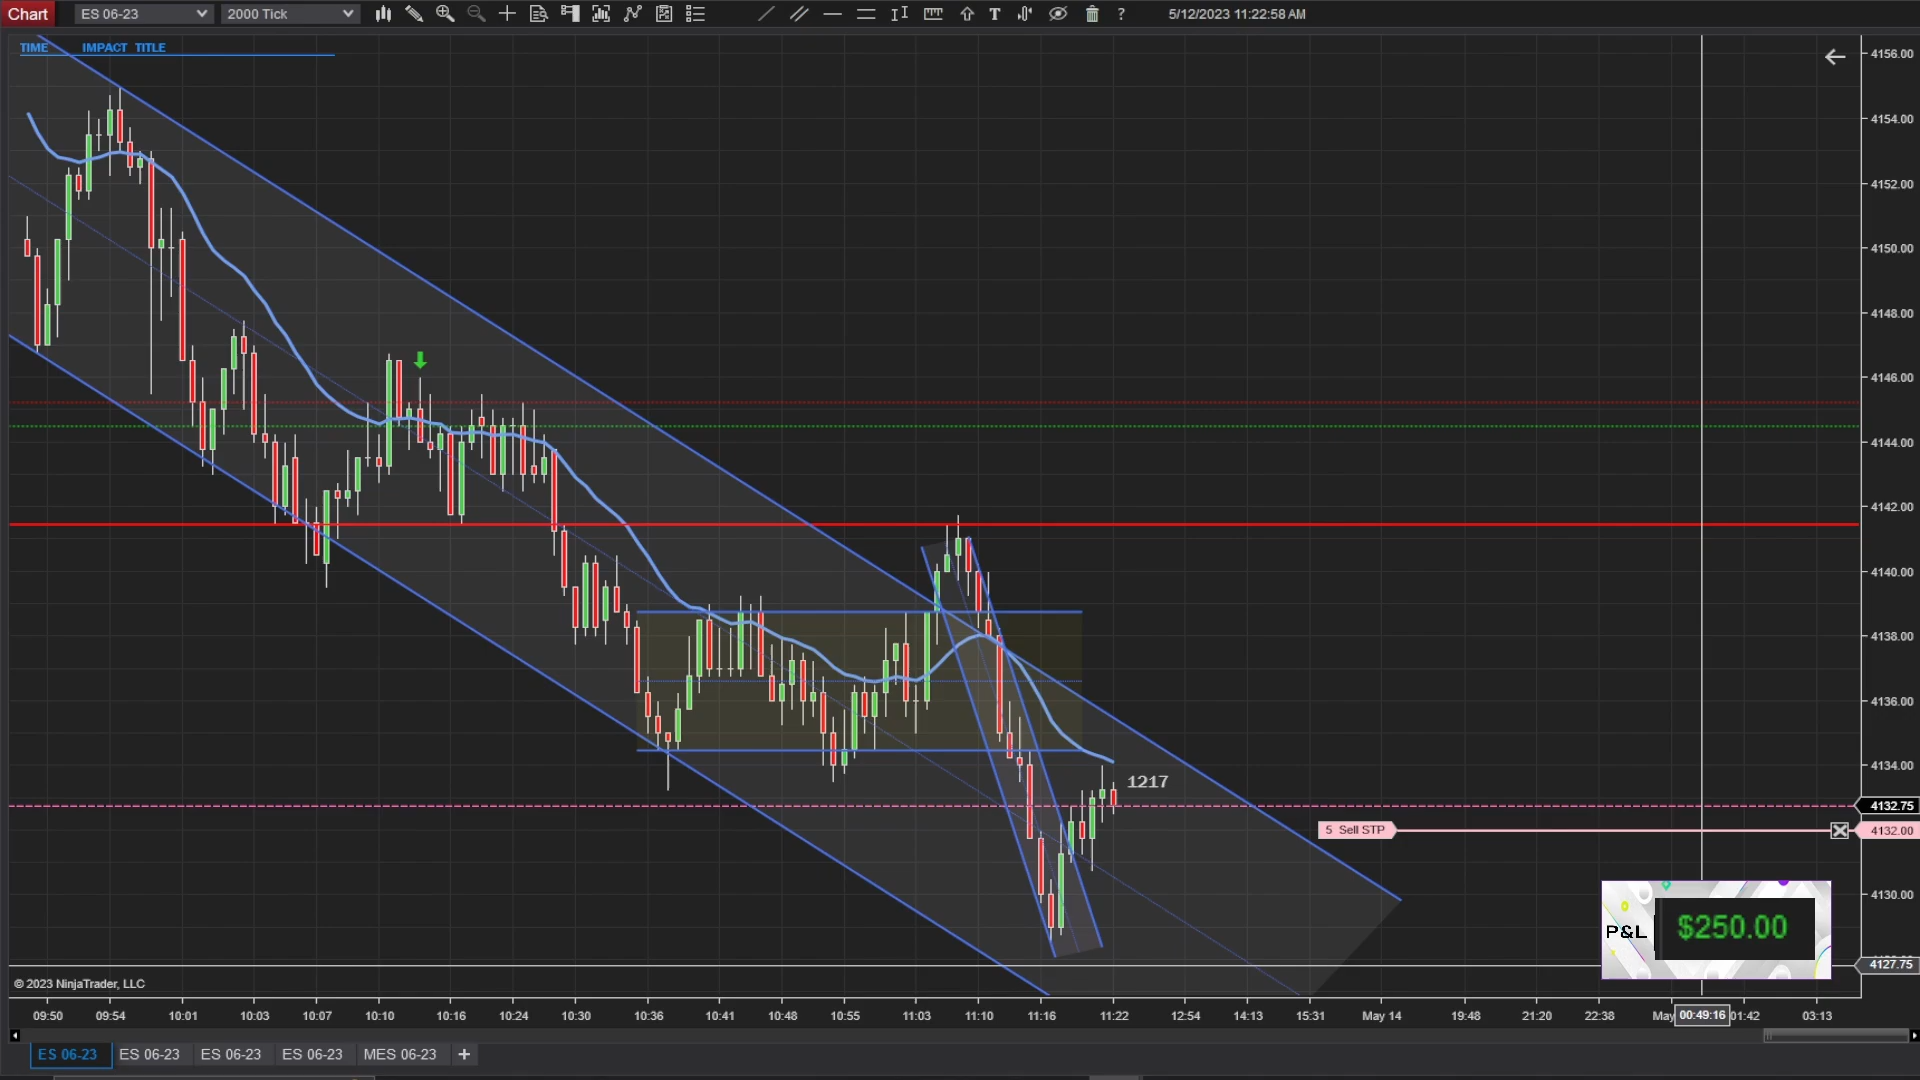 Chart ES 06-23 2000 Tick T ? 5/12/2023 11:22:58 AM
TIME IMPACT TITLE
4156.00
4154.00
4152.00
4150.00
4148.00
4146.00
4144.00
4142.00
4140.00
4138.00
4136.00
4134.00
1217
4132.75
5 Sell STP 4132.00
4130.00
P&L $250.00
4127.75
© 2023 NinjaTrader, LLC
09:50 09:54 10:01 10:03 10:07 10:10 10:16 10:24 10:30 10:36 10:41 10:48 10:55 11:03 11:10 11:16 11:22 12:54 14:13 15:31 May 14 19:48 21:20 22:38 May 00:49:16 01:42 03:13
ES 06-23 ES 06-23 ES 06-23 ES 06-23 MES 06-23 +